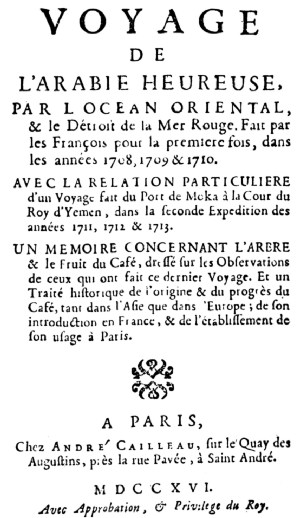 VOYAGE
DE
L'ARABIE HEUREUSE,
PAR L'OCEAN ORIENTAL,
& le Détroit de la Mer Rouge. Fait par
les François pour la premiere fois, dans
les années 1708, 1709 & 1710.
AVEC LA RELATION PARTICULIERE
d'un Voyage fait du Port de Moka à la Cour du
Roy d'Yemen, dans la seconde Expedition des
années 1711, 1712 & 1713.
UN MEMOIRE CONCERNANT L'ARBRE
& le Fruit du Café, dressé sur les Observations
de ceux qui ont fait ce dernier Voyage. Et un
Traité historique de l'origine & du progrès du
Café, tant dans l'Asie que dans l'Europe; de son
introduction en France, & de l'établissement de
son usage à Paris.
A PARIS,
Chez ANDRÉ CAILLEAU, sur le Quay des
Augustins, près la rue Pavée, à Saint André.
MDCCXVI.
Avec Approbation, & Privilege du Roy.